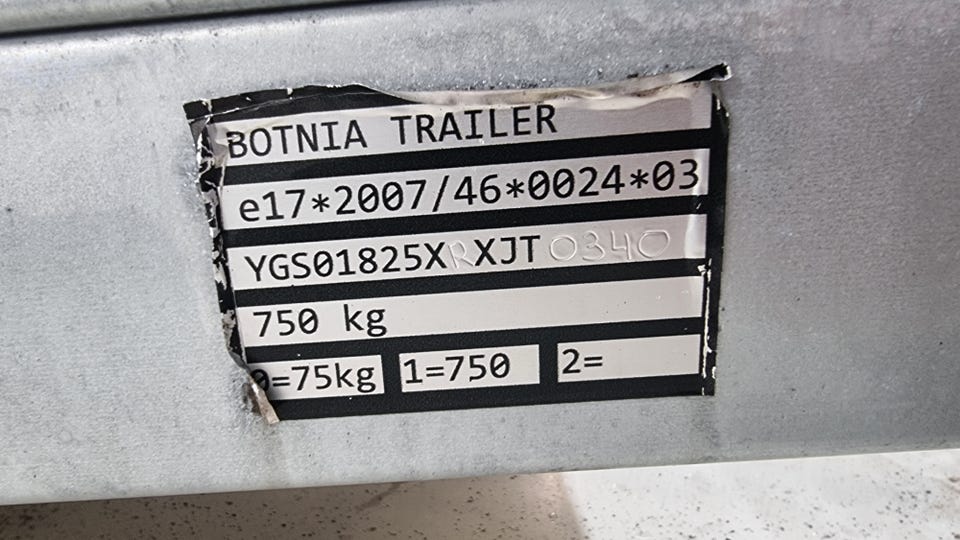 BOTNIA TRAILER
e17*2007/46*0024*03
YGS01825XRXJT0340
750 kg
0=75kg 1=750 2=